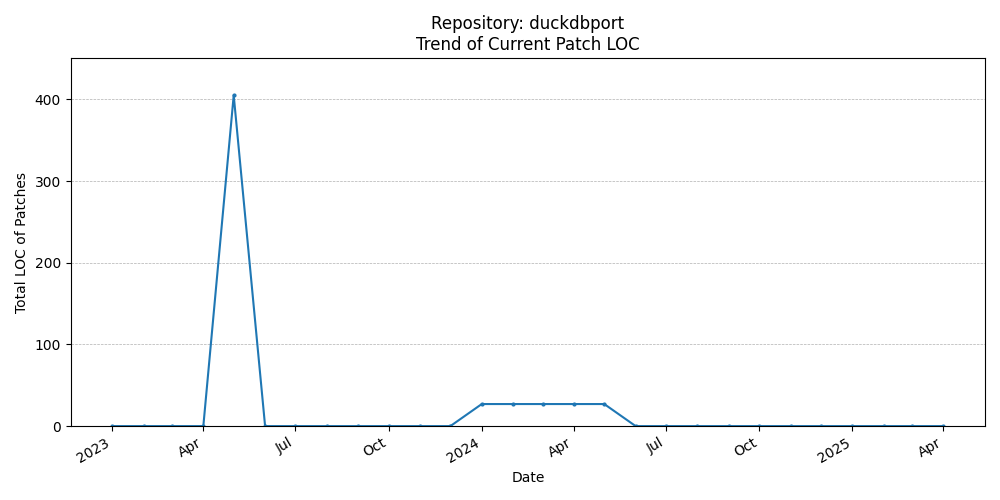 Repository: duckdbport
Trend of Current Patch LOC
Total LOC of Patches
400
300
200
100
0
2023
Apr
Jul
Oct
2024
Apr
Jul
Oct
2025
Apr
Date